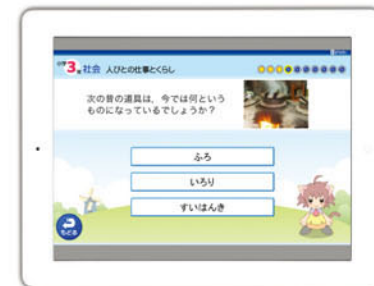 小学3年 社会 人びとの仕事とくらし
次の昔の道具は、今では何という
ものになっているでしょうか？
ふろ
いろり
すいはんき
もどる